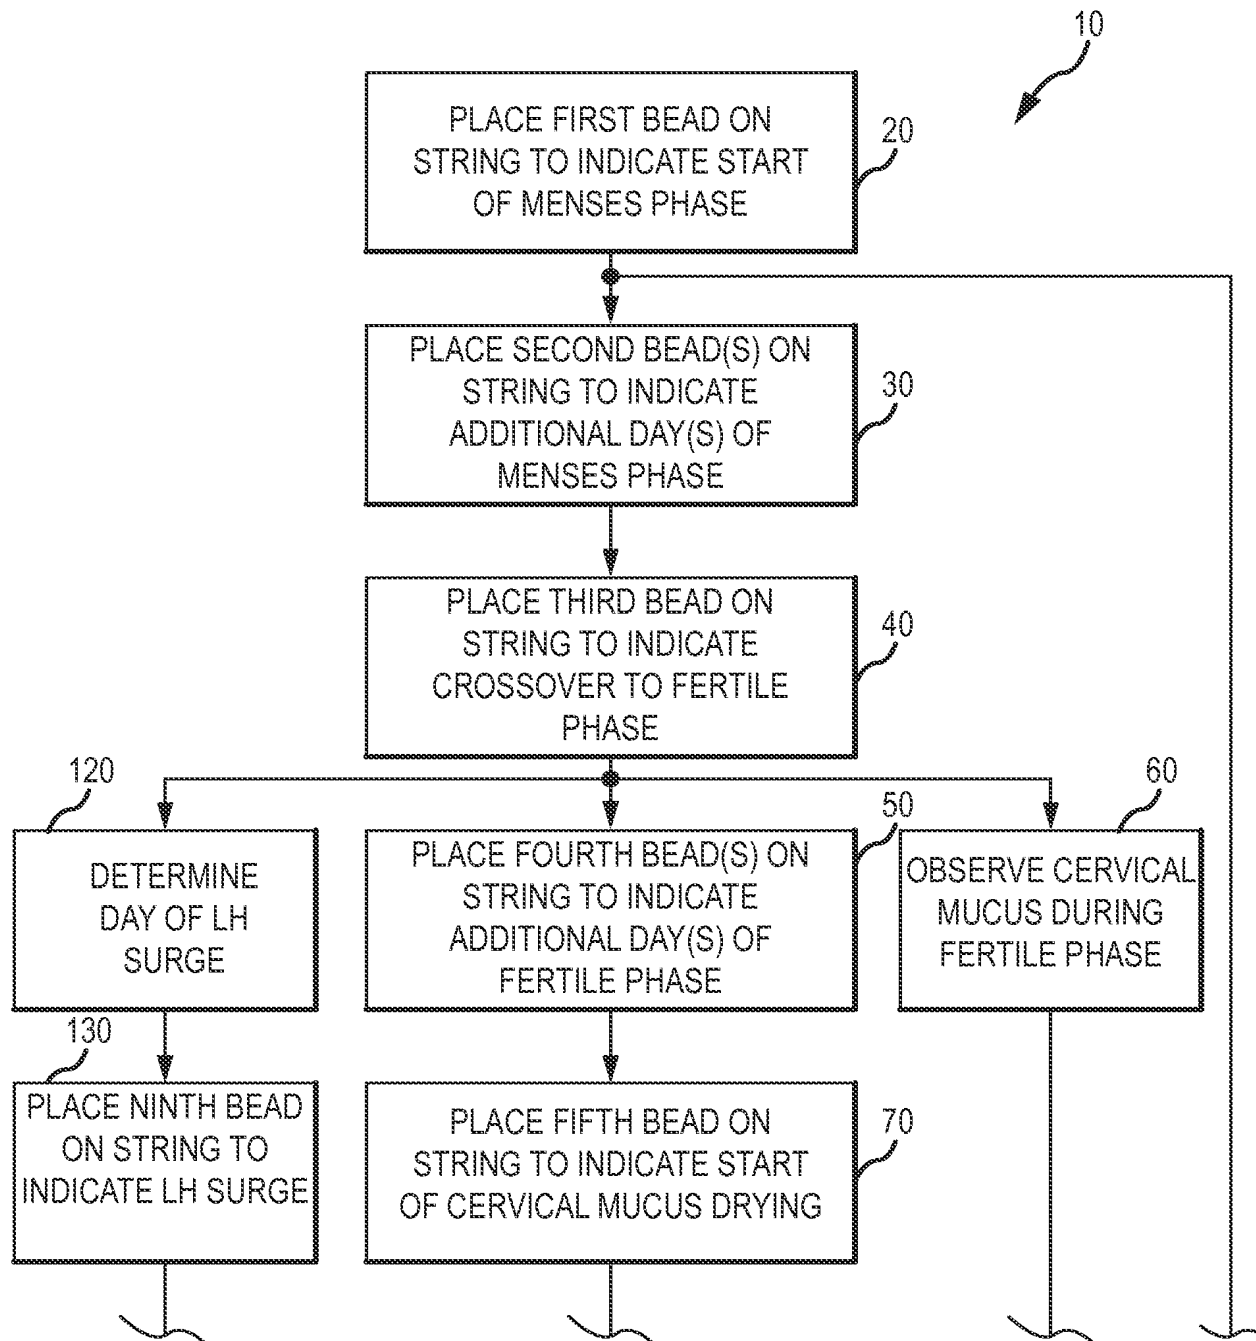 10
PLACE FIRST BEAD ON
STRING TO INDICATE START
OF MENSES PHASE
20
PLACE SECOND BEAD(S) ON
STRING TO INDICATE
ADDITIONAL DAY(S) OF
MENSES PHASE
30
PLACE THIRD BEAD ON
STRING TO INDICATE
CROSSOVER TO FERTILE
PHASE
40
120
DETERMINE
DAY OF LH
SURGE
50
PLACE FOURTH BEAD(S) ON
STRING TO INDICATE
ADDITIONAL DAY(S) OF
FERTILE PHASE
60
OBSERVE CERVICAL
MUCUS DURING
FERTILE PHASE
130
PLACE NINTH BEAD
ON STRING TO
INDICATE LH SURGE
PLACE FIFTH BEAD ON
STRING TO INDICATE START
OF CERVICAL MUCUS DRYING
70